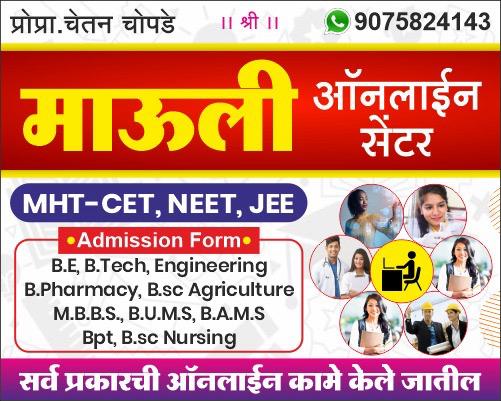 प्रोप्रा.चेतन चोपडे
।। श्री ।।
9075824143
माऊली
ऑनलाईन
सेंटर
MHT-CET, NEET, JEE
•Admission Form•
B.E, B.Tech, Engineering
B.Pharmacy, B.sc Agriculture
M.B.B.S., B.U.M.S, B.A.M.S
Bpt, B.sc Nursing
सर्व प्रकारची ऑनलाईन कामे केले जातील